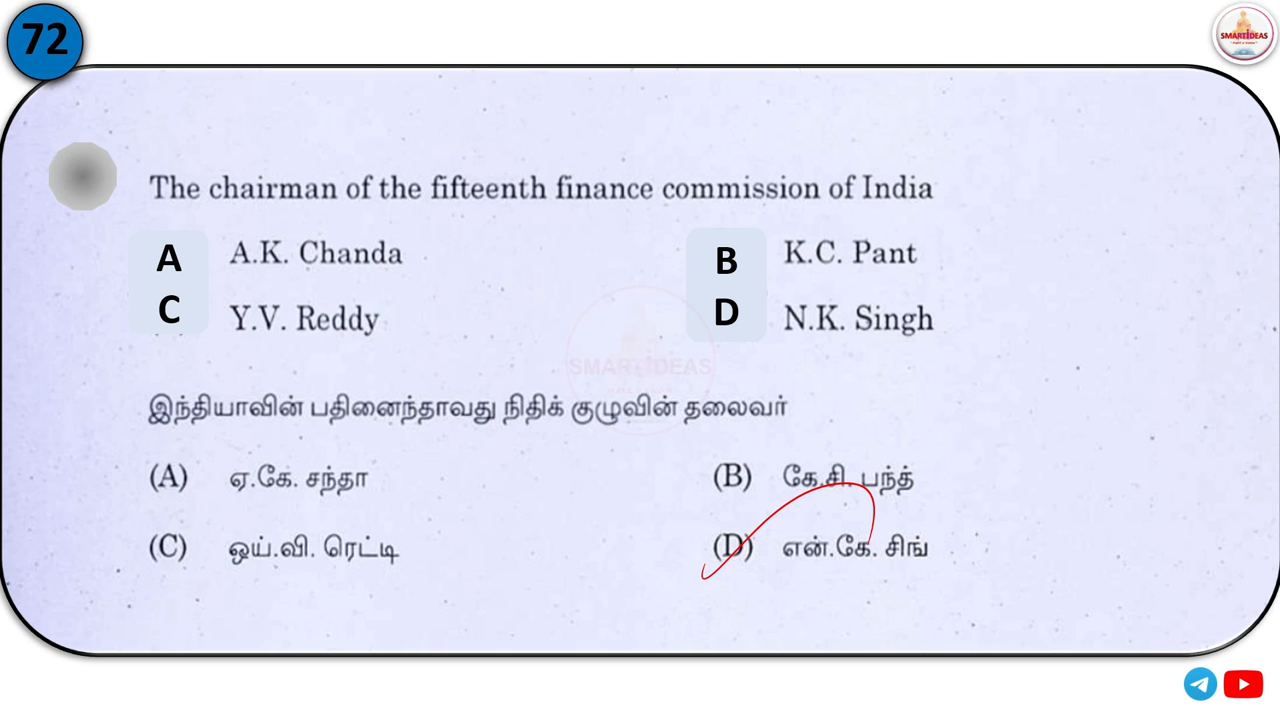 72
SMARTIDEAS
The chairman of the fifteenth finance commission of India
A A.K. Chanda B K.C. Pant
C Y.V. Reddy D N.K. Singh
SMARTIDEAS
இந்தியாவின் பதினைந்தாவது நிதிக் குழுவின் தலைவர்
(A) ஏ.கே. சந்தா (B) கே.சி. பந்த்
(C) ஒய்.வி. ரெட்டி (D) என்.கே. சிங்